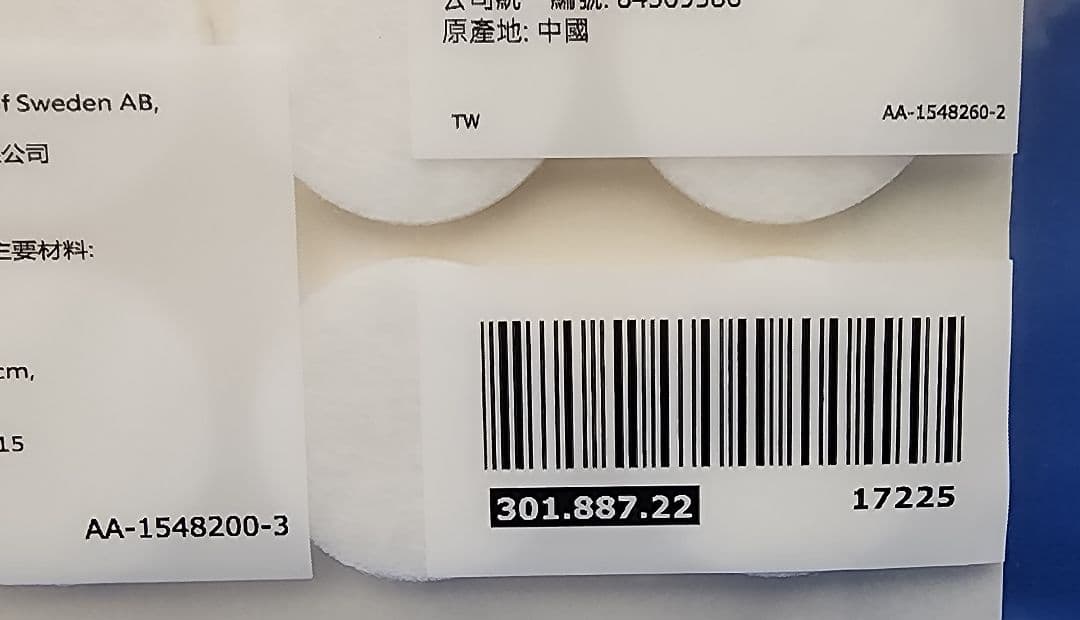 f Sweden AB,
公司
主要材料:
cm,
15
AA-1548200-3
原產地: 中國
TW
AA-1548260-2
301.887.22
17225